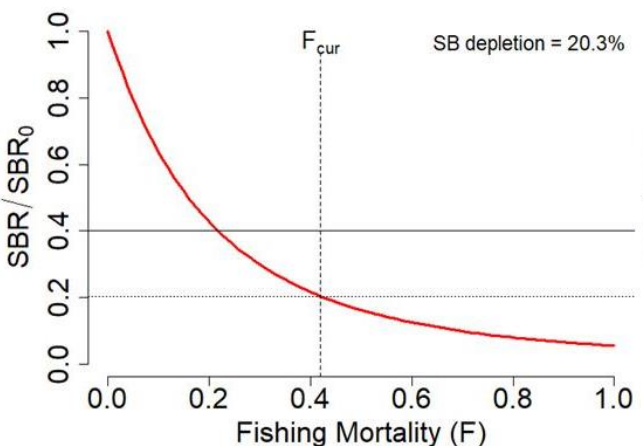 F_cur
SB depletion = 20.3%
SBR / SBR₀
1.0
0.8
0.6
0.4
0.2
0.0
0.0 0.2 0.4 0.6 0.8 1.0
Fishing Mortality (F)